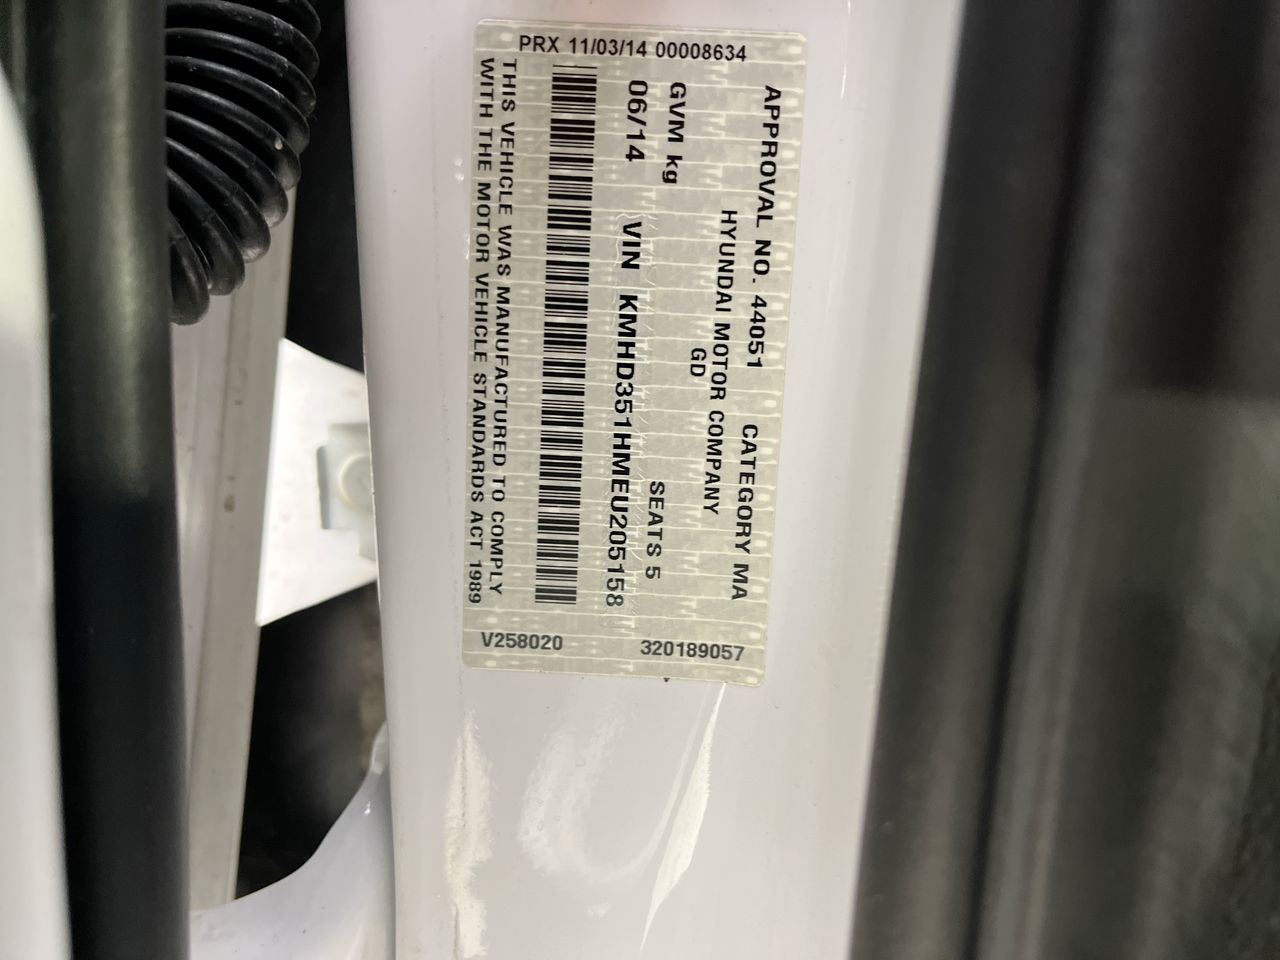 PRX 11/03/14 00008634
APPROVAL NO. 44051 CATEGORY MA
HYUNDAI MOTOR COMPANY
GD
GVM kg SEATS 5
06/14 VIN KMHD351HMEU205158
THIS VEHICLE WAS MANUFACTURED TO COMPLY
WITH THE MOTOR VEHICLE STANDARDS ACT 1989
V258020 320189057